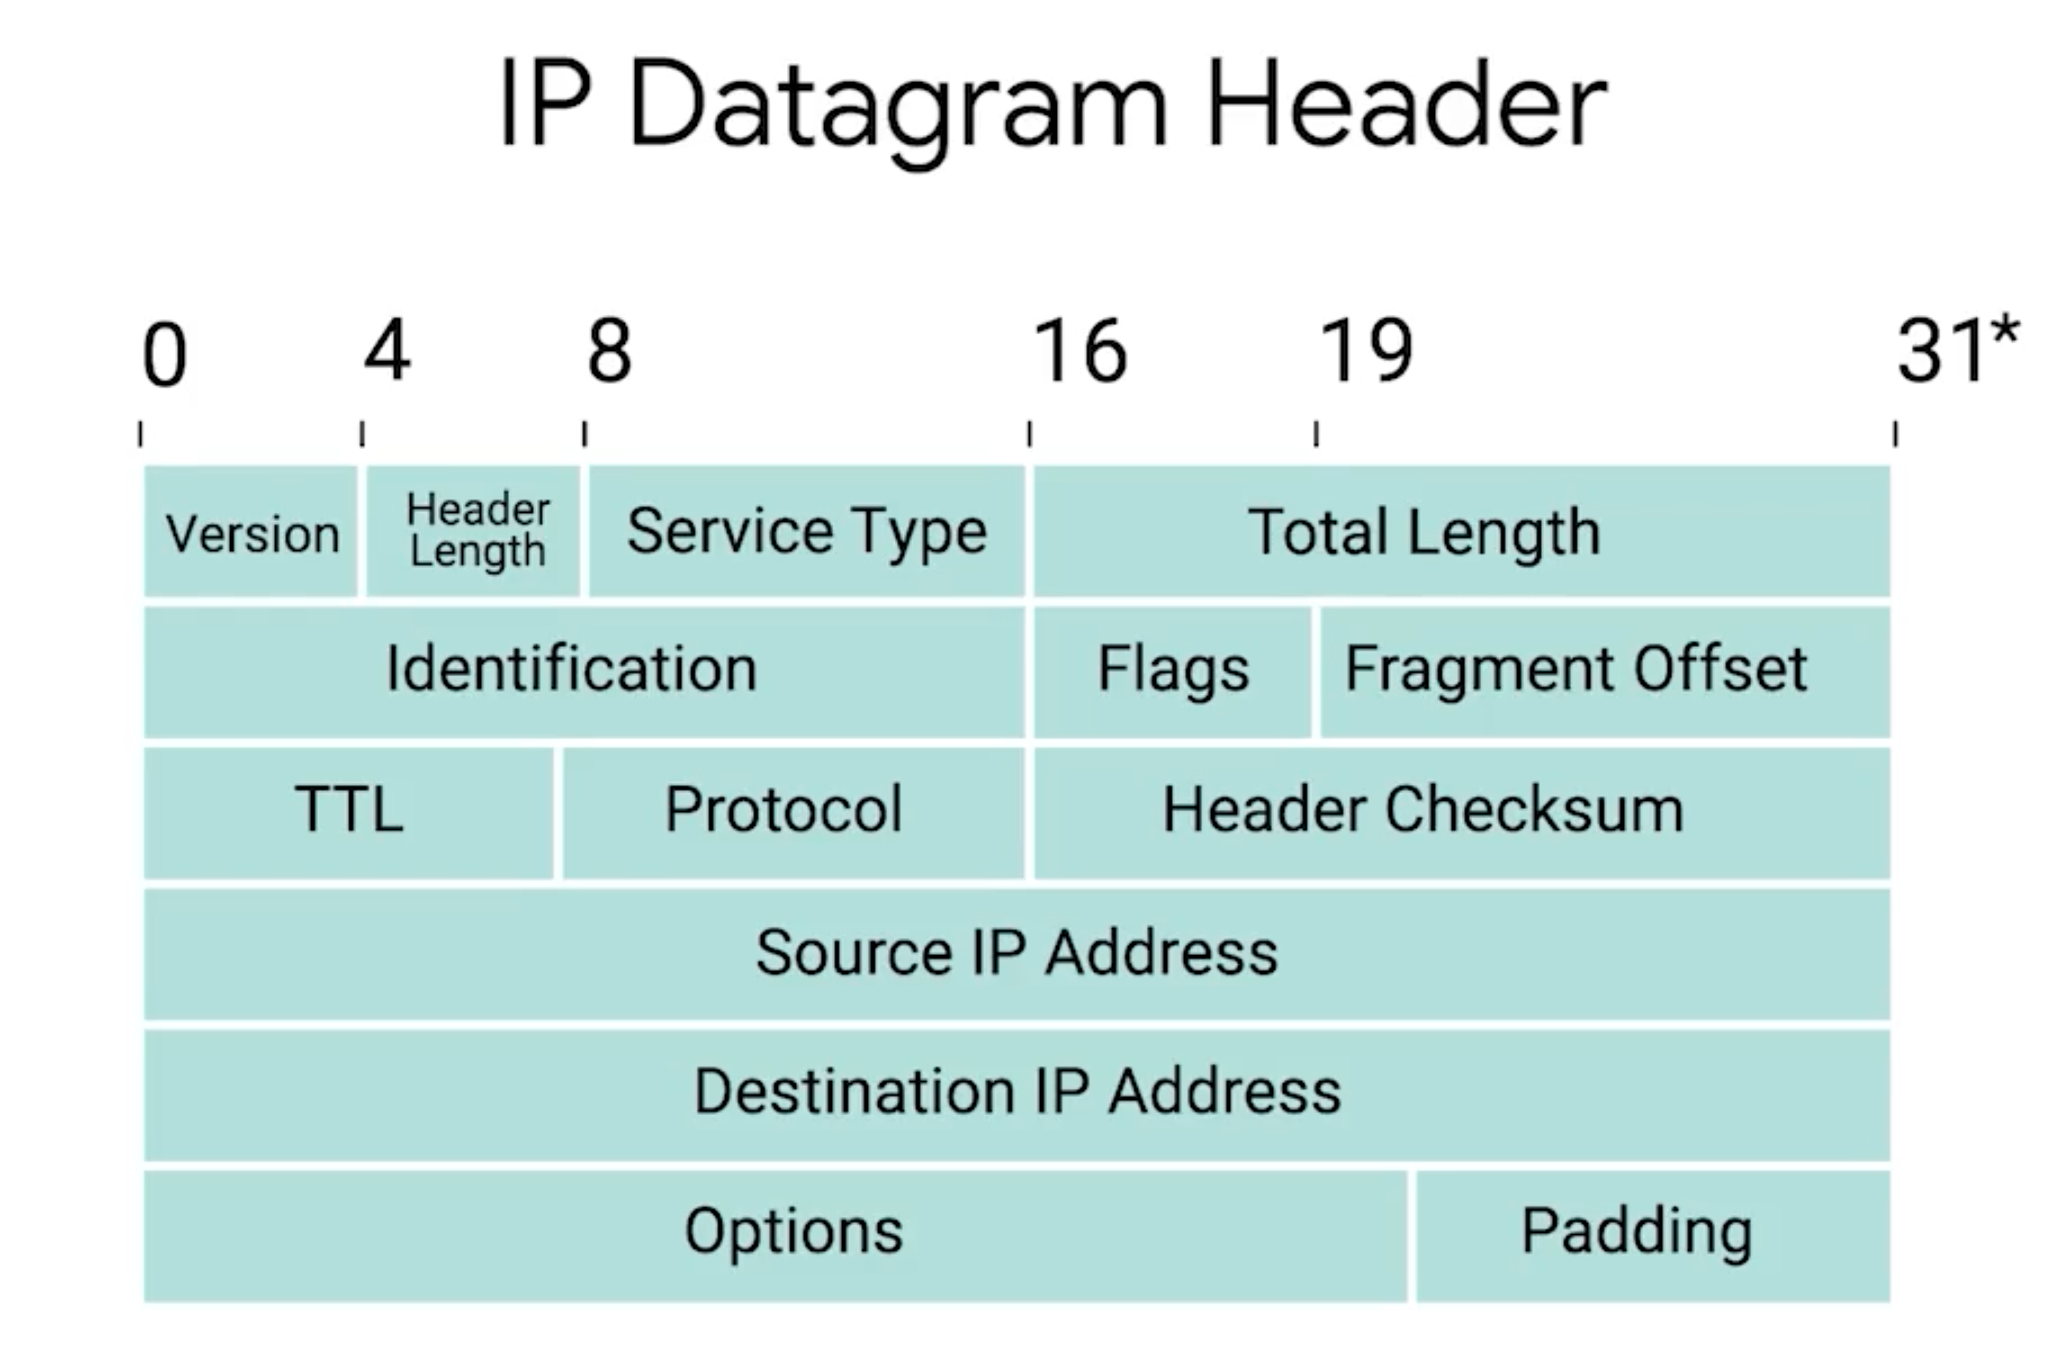 IP Datagram Header
0 4 8 16 19 31*
Version Header Length Service Type Total Length
Identification Flags Fragment Offset
TTL Protocol Header Checksum
Source IP Address
Destination IP Address
Options Padding